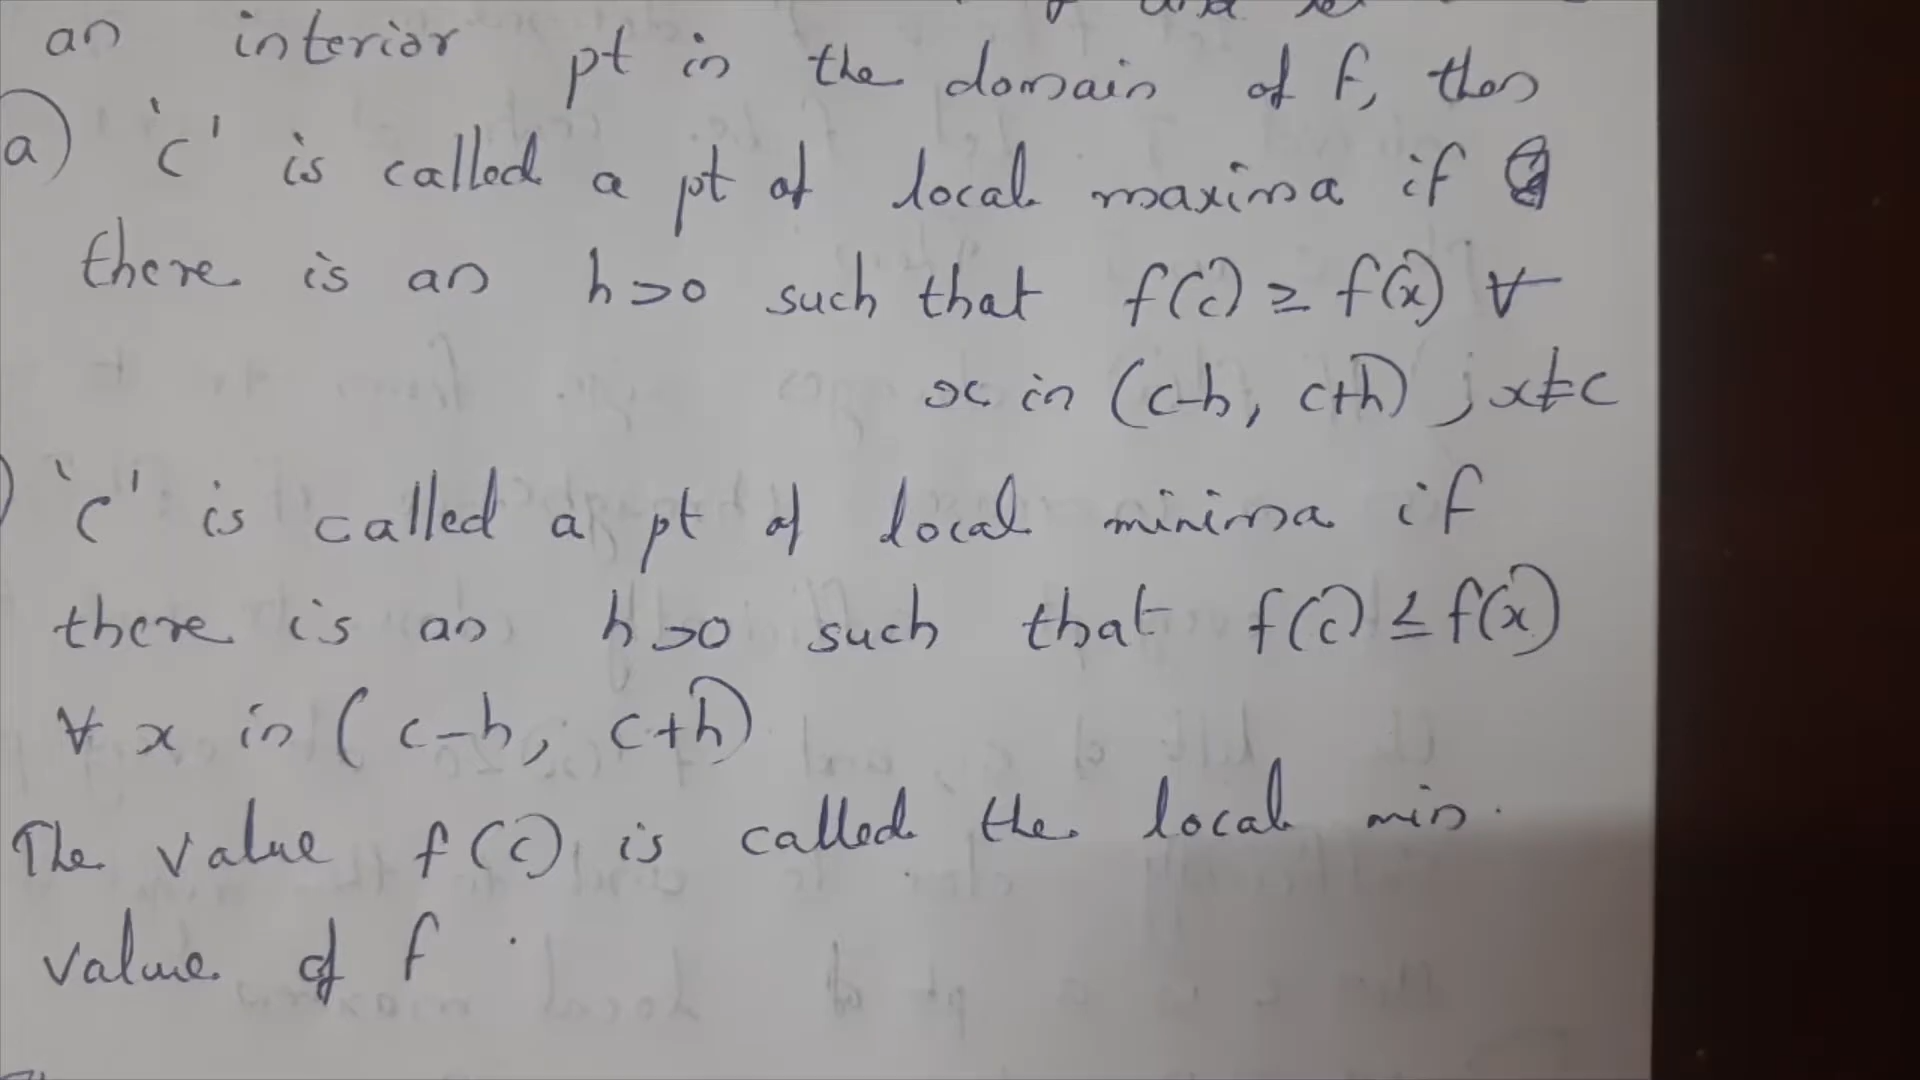 an interior pt in the domain of f, then
a) 'c' is called a pt of local maxima if
there is an h>0 such that f(c) ≥ f(x) ∀
x in (c-h, c+h) ; x≠c
) 'c' is called a pt of local minima if
there is an h>0 such that f(c) ≤ f(x)
∀ x in (c-h, c+h)
The value f(c) is called the local min.
value of f.